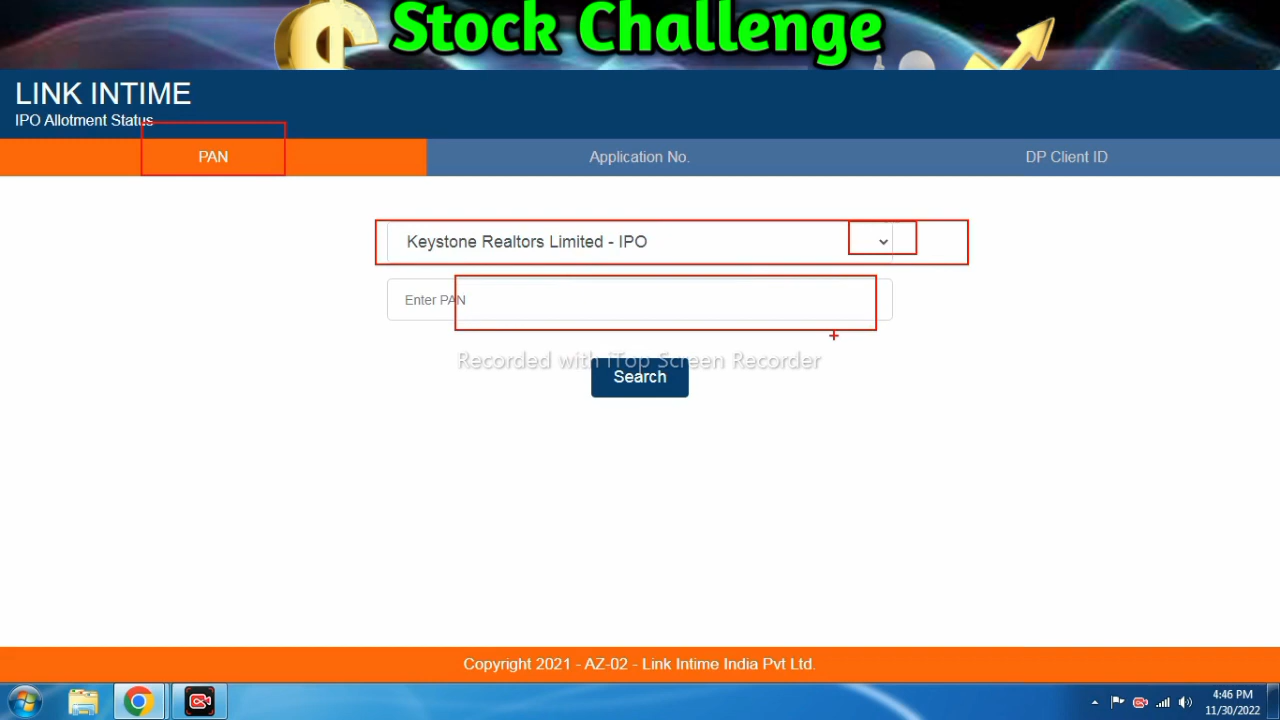 Stock Challenge
LINK INTIME
IPO Allotment Status
PAN
Application No.
DP Client ID
Keystone Realtors Limited - IPO
Enter PAN
Recorded with iTop Screen Recorder
Search
Copyright 2021 - AZ-02 - Link Intime India Pvt Ltd.
4:46 PM
11/30/2022